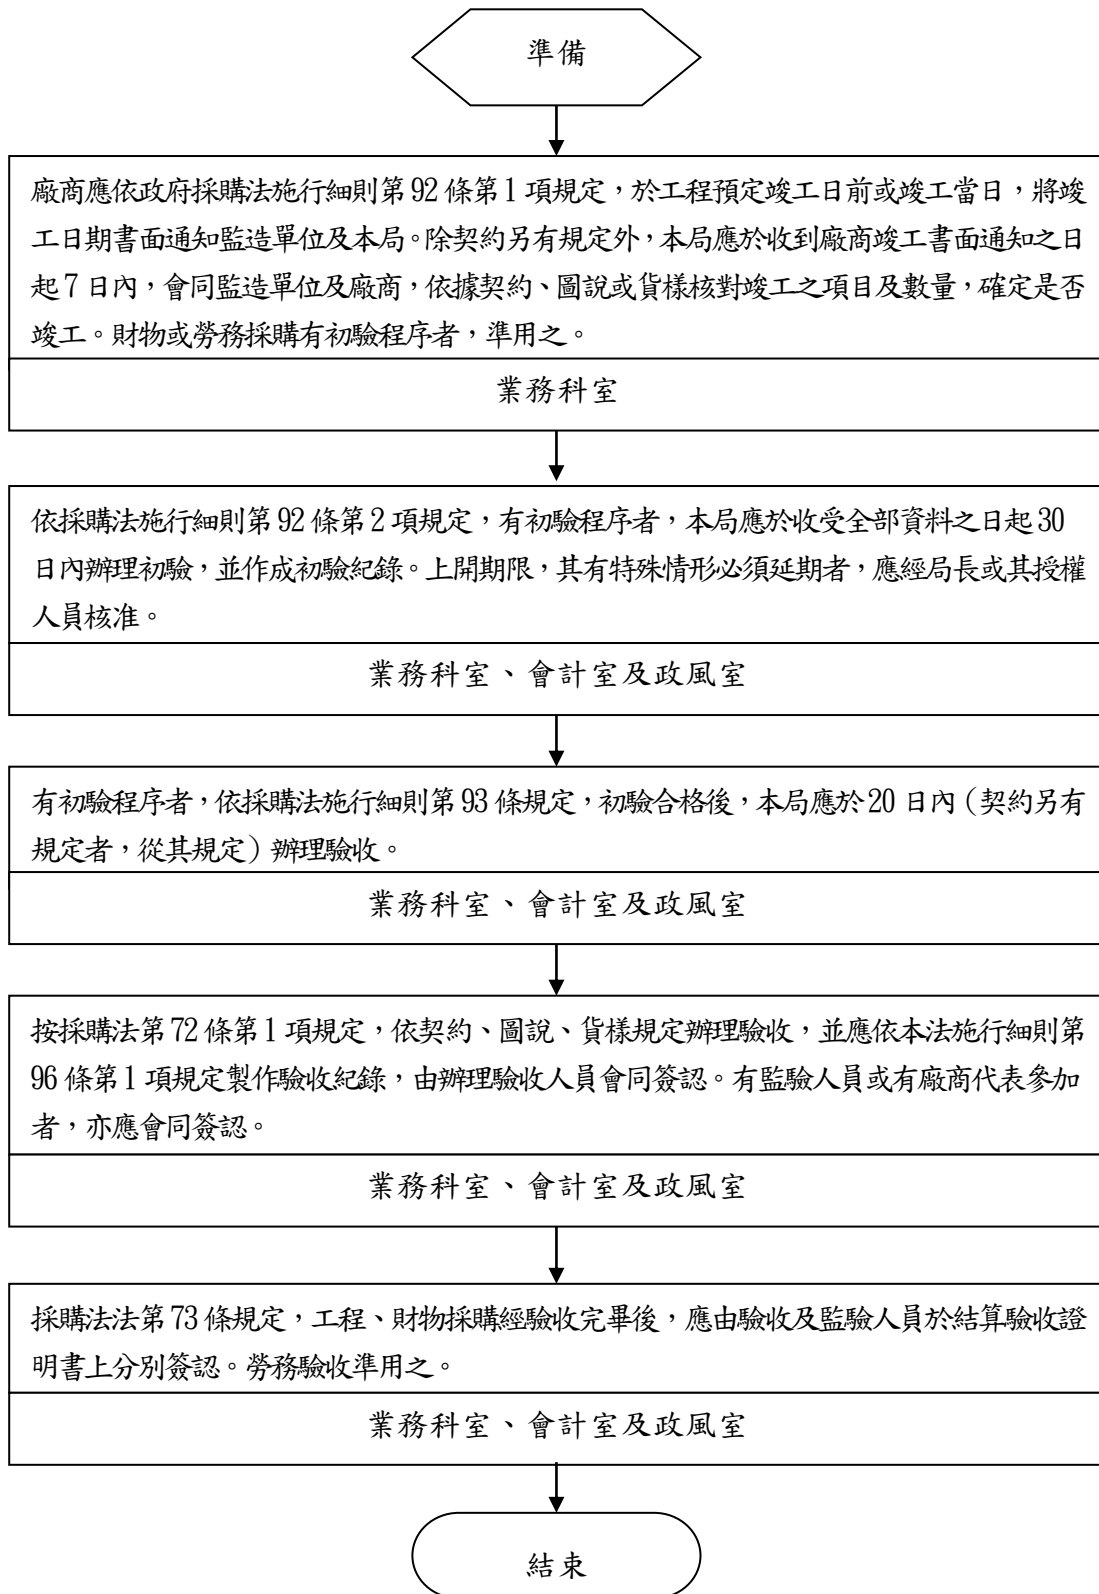 準備
廠商應依政府採購法施行細則第 92 條第 1 項規定，於工程預定竣工日前或竣工當日，將竣
工日期書面通知監造單位及本局。除契約另有規定外，本局應於收到廠商竣工書面通知之日
起 7 日內，會同監造單位及廠商，依據契約、圖說或貨樣核對竣工之項目及數量，確定是否
竣工。財物或勞務採購有初驗程序者，準用之。
業務科室
依採購法施行細則第 92 條第 2 項規定，有初驗程序者，本局應於收受全部資料之日起 30
日內辦理初驗，並作成初驗紀錄。上開期限，其有特殊情形必須延期者，應經局長或其授權
人員核准。
業務科室、會計室及政風室
有初驗程序者，依採購法施行細則第 93 條規定，初驗合格後，本局應於 20 日內（契約另有
規定者，從其規定）辦理驗收。
業務科室、會計室及政風室
按採購法第 72 條第 1 項規定，依契約、圖說、貨樣規定辦理驗收，並應依本法施行細則第
96 條第 1 項規定製作驗收紀錄，由辦理驗收人員會同簽認。有監驗人員或有廠商代表參加
者，亦應會同簽認。
業務科室、會計室及政風室
採購法法第 73 條規定，工程、財物採購經驗收完畢後，應由驗收及監驗人員於結算驗收證
明書上分別簽認。勞務驗收準用之。
業務科室、會計室及政風室
結束